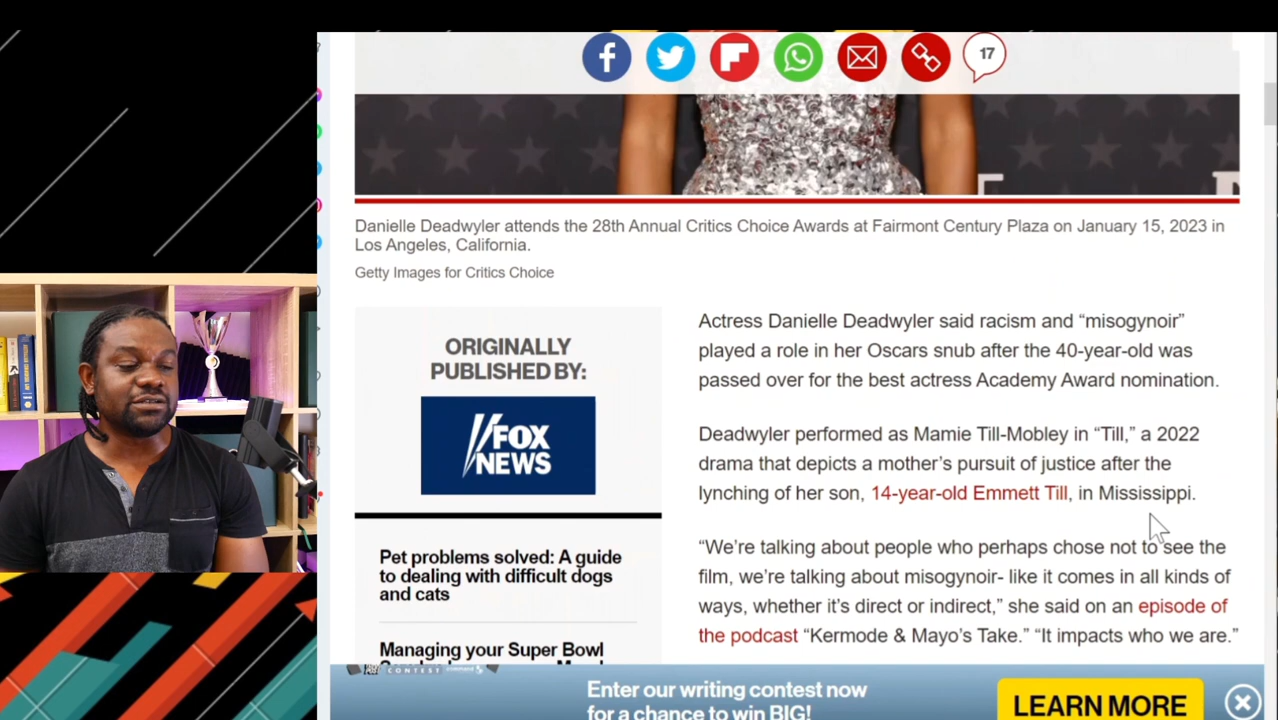 17
Danielle Deadwyler attends the 28th Annual Critics Choice Awards at Fairmont Century Plaza on January 15, 2023 in
Los Angeles, California.
Getty Images for Critics Choice
ORIGINALLY
PUBLISHED BY:
FOX
NEWS
Pet problems solved: A guide
to dealing with difficult dogs
and cats
Managing your Super Bowl
Actress Danielle Deadwyler said racism and “misogynoir”
played a role in her Oscars snub after the 40-year-old was
passed over for the best actress Academy Award nomination.
Deadwyler performed as Mamie Till-Mobley in “Till,” a 2022
drama that depicts a mother’s pursuit of justice after the
lynching of her son, 14-year-old Emmett Till, in Mississippi.
“We’re talking about people who perhaps chose not to see the
film, we’re talking about misogynoir- like it comes in all kinds of
ways, whether it’s direct or indirect,” she said on an episode of
the podcast “Kermode & Mayo’s Take.” “It impacts who we are.”
CONTEST
Enter our writing contest now
for a chance to win BIG!
LEARN MORE